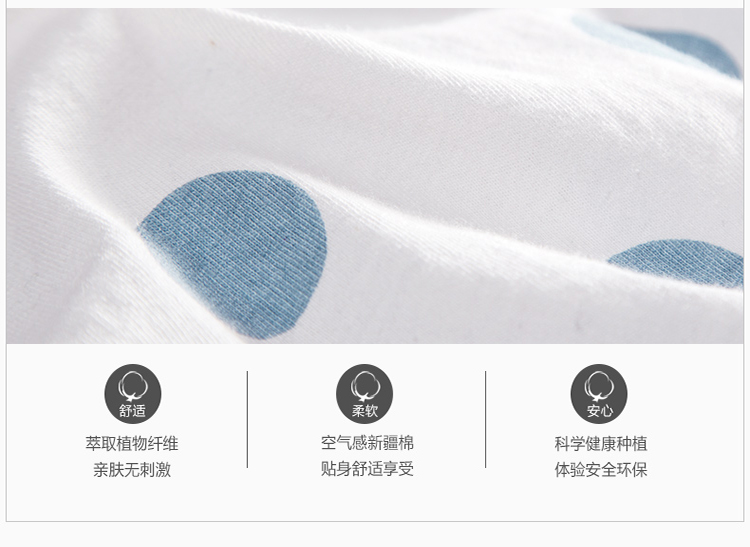 舒适
萃取植物纤维
亲肤无刺激
柔软
空气感新疆棉
贴身舒适享受
安心
科学健康种植
体验安全环保